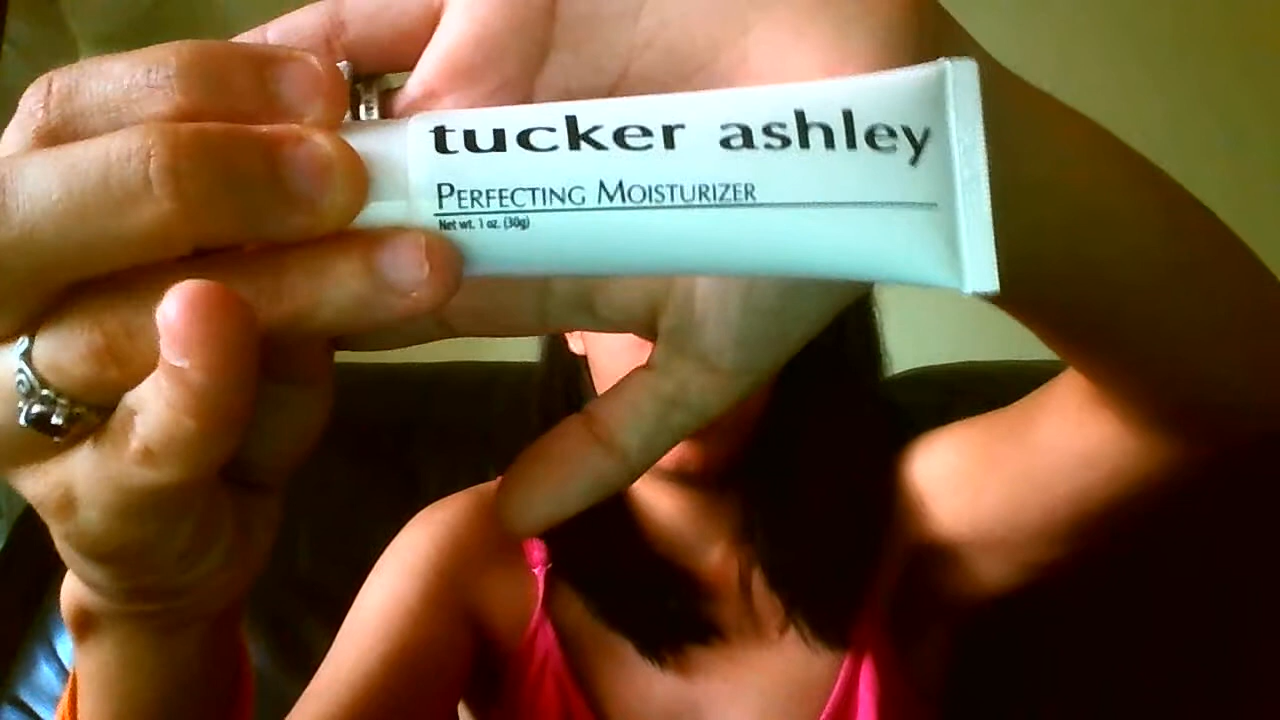 tucker ashley
PERFECTING MOISTURIZER
Net wt. 1 oz. (30g)